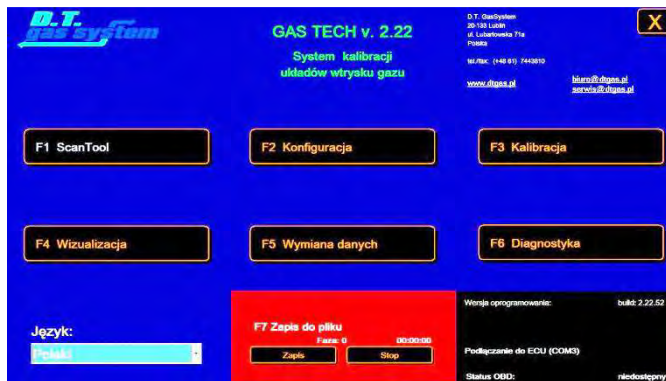 D.T.
gas system
GAS TECH v. 2.22
System kalibracji
układów wtrysku gazu
D.T. GasSystem
20-133 Lublin
ul. Lubartowska 71a
Polska
tel./fax: (+48 81) 7443810
www.dtgas.pl
biuro@dtgas.pl
serwis@dtgas.pl
X
F1 ScanTool
F2 Konfiguracja
F3 Kalibracja
F4 Wizualizacja
F5 Wymiana danych
F6 Diagnostyka
Język:
Polski
F7 Zapis do pliku
Faza: 0
00:00:00
Zapis
Stop
Wersja oprogramowania:
build: 2.22.52
Podłączanie do ECU (COM3)
Status OBD:
niedostępny